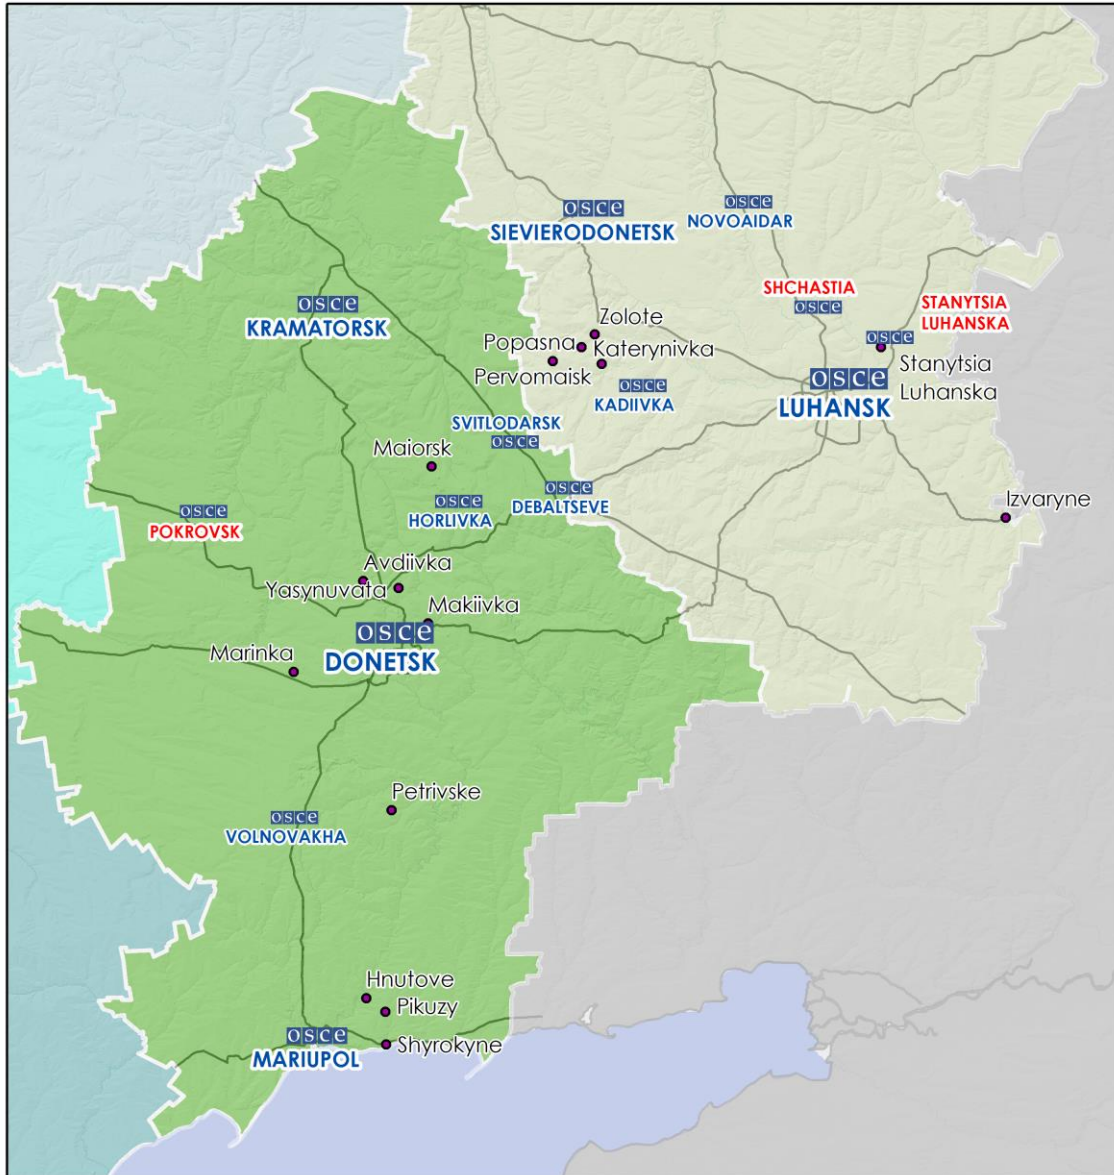 osce
SIEVIERODONETSK
osce
NOVOAIDAR
SHCHASTIA
osce
STANYTSIA
LUHANSKA
osce
Stanytsia
Luhanska
osce
KRAMATORSK
Zolote
Popasna
Katerynivka
Pervomaisk
osce
KADIIVKA
osce
LUHANSK
SVITLODARSK
osce
Maiorsk
osce
HORLIVKA
osce
DEBALTSEVE
Izvaryne
osce
POKROVSK
Avdiivka
Yasynuvata
Makiivka
osce
DONETSK
Marinka
Petrivske
osce
VOLNOVAKHA
Hnutove
Pikuzy
osce
MARIUPOL
Shyrokyne